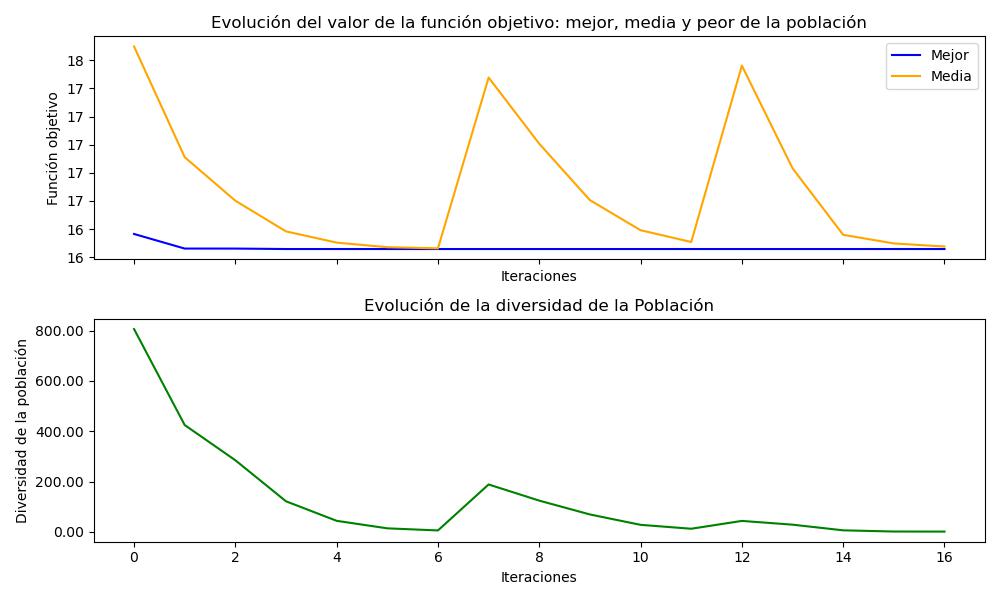 Evolución del valor de la función objetivo: mejor, media y peor de la población
Mejor
Media
18
17
17
17
17
17
16
16
Función objetivo
Iteraciones
Evolución de la diversidad de la Población
800.00
600.00
400.00
200.00
0.00
Diversidad de la población
0 2 4 6 8 10 12 14 16
Iteraciones